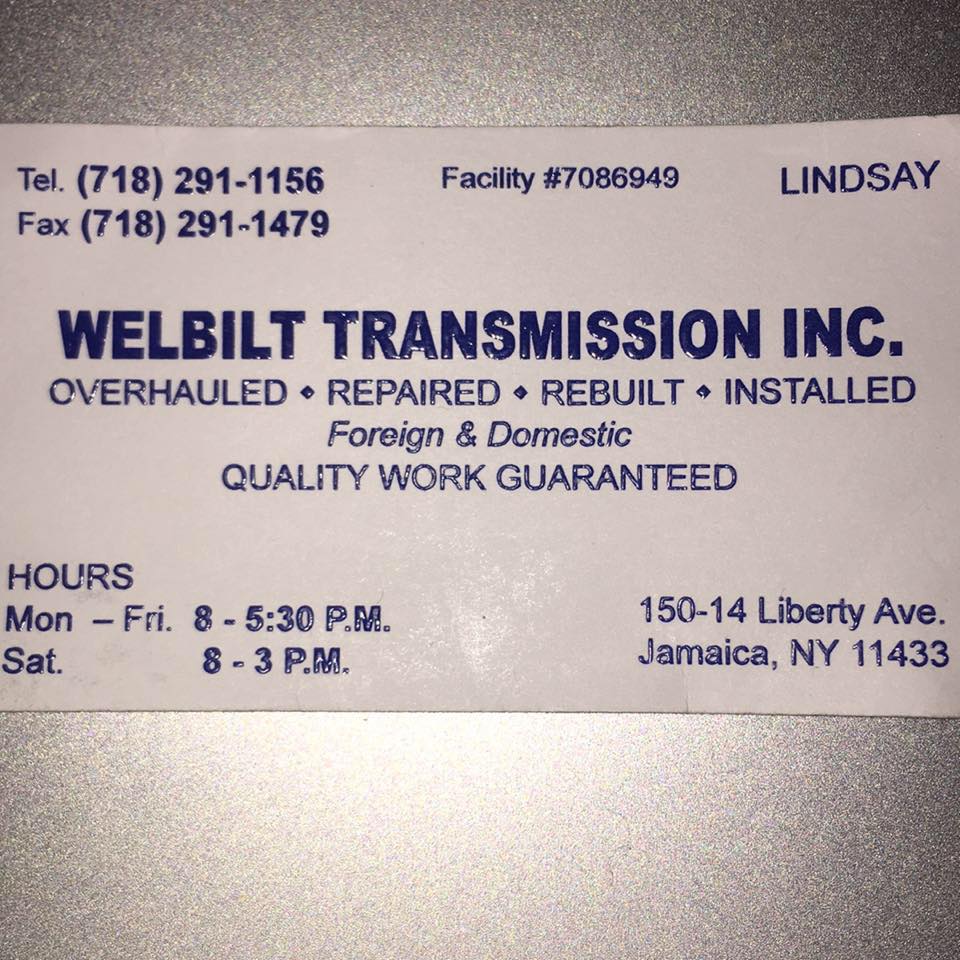 Tel. (718) 291-1156 Facility #7086949 LINDSAY
Fax (718) 291-1479
WELBILT TRANSMISSION INC.
OVERHAULED • REPAIRED • REBUILT • INSTALLED
Foreign & Domestic
QUALITY WORK GUARANTEED
HOURS
Mon – Fri. 8 - 5:30 P.M.
Sat. 8 - 3 P.M.
150-14 Liberty Ave.
Jamaica, NY 11433